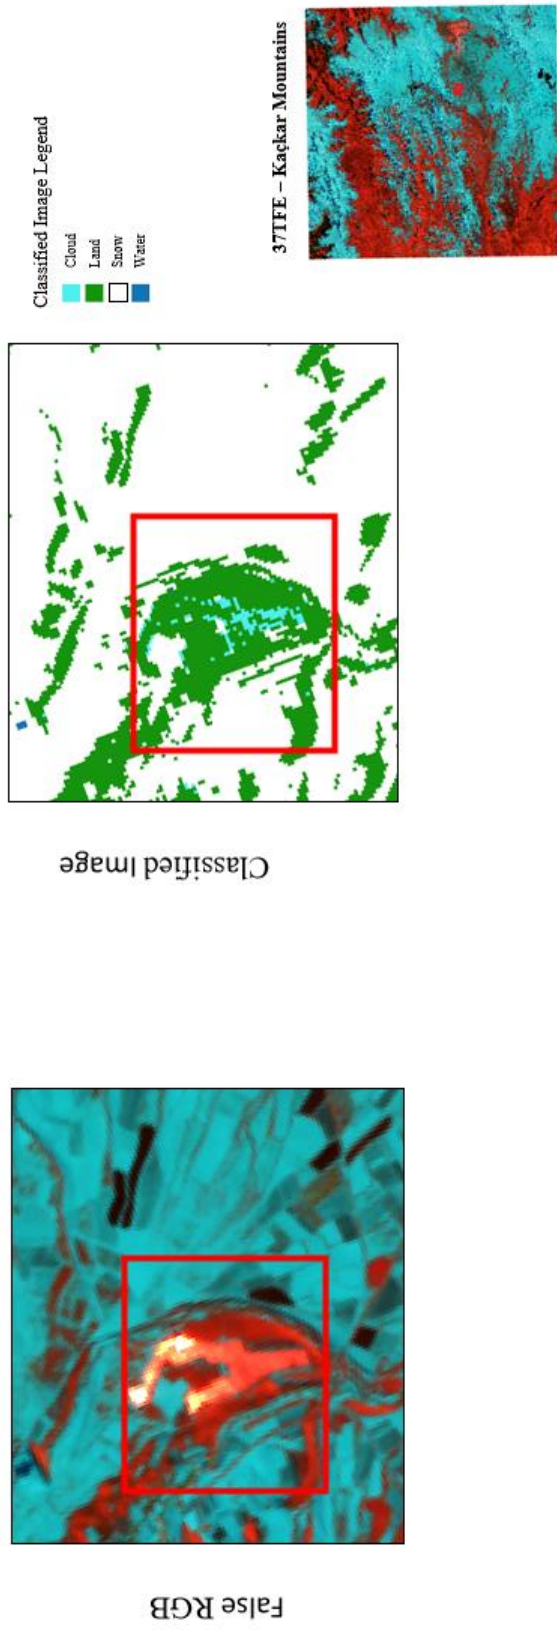 Classified Image Legend
Cloud
Land
Snow
Water
37TFE – Kaçkar Mountains
Classified Image
False RGB